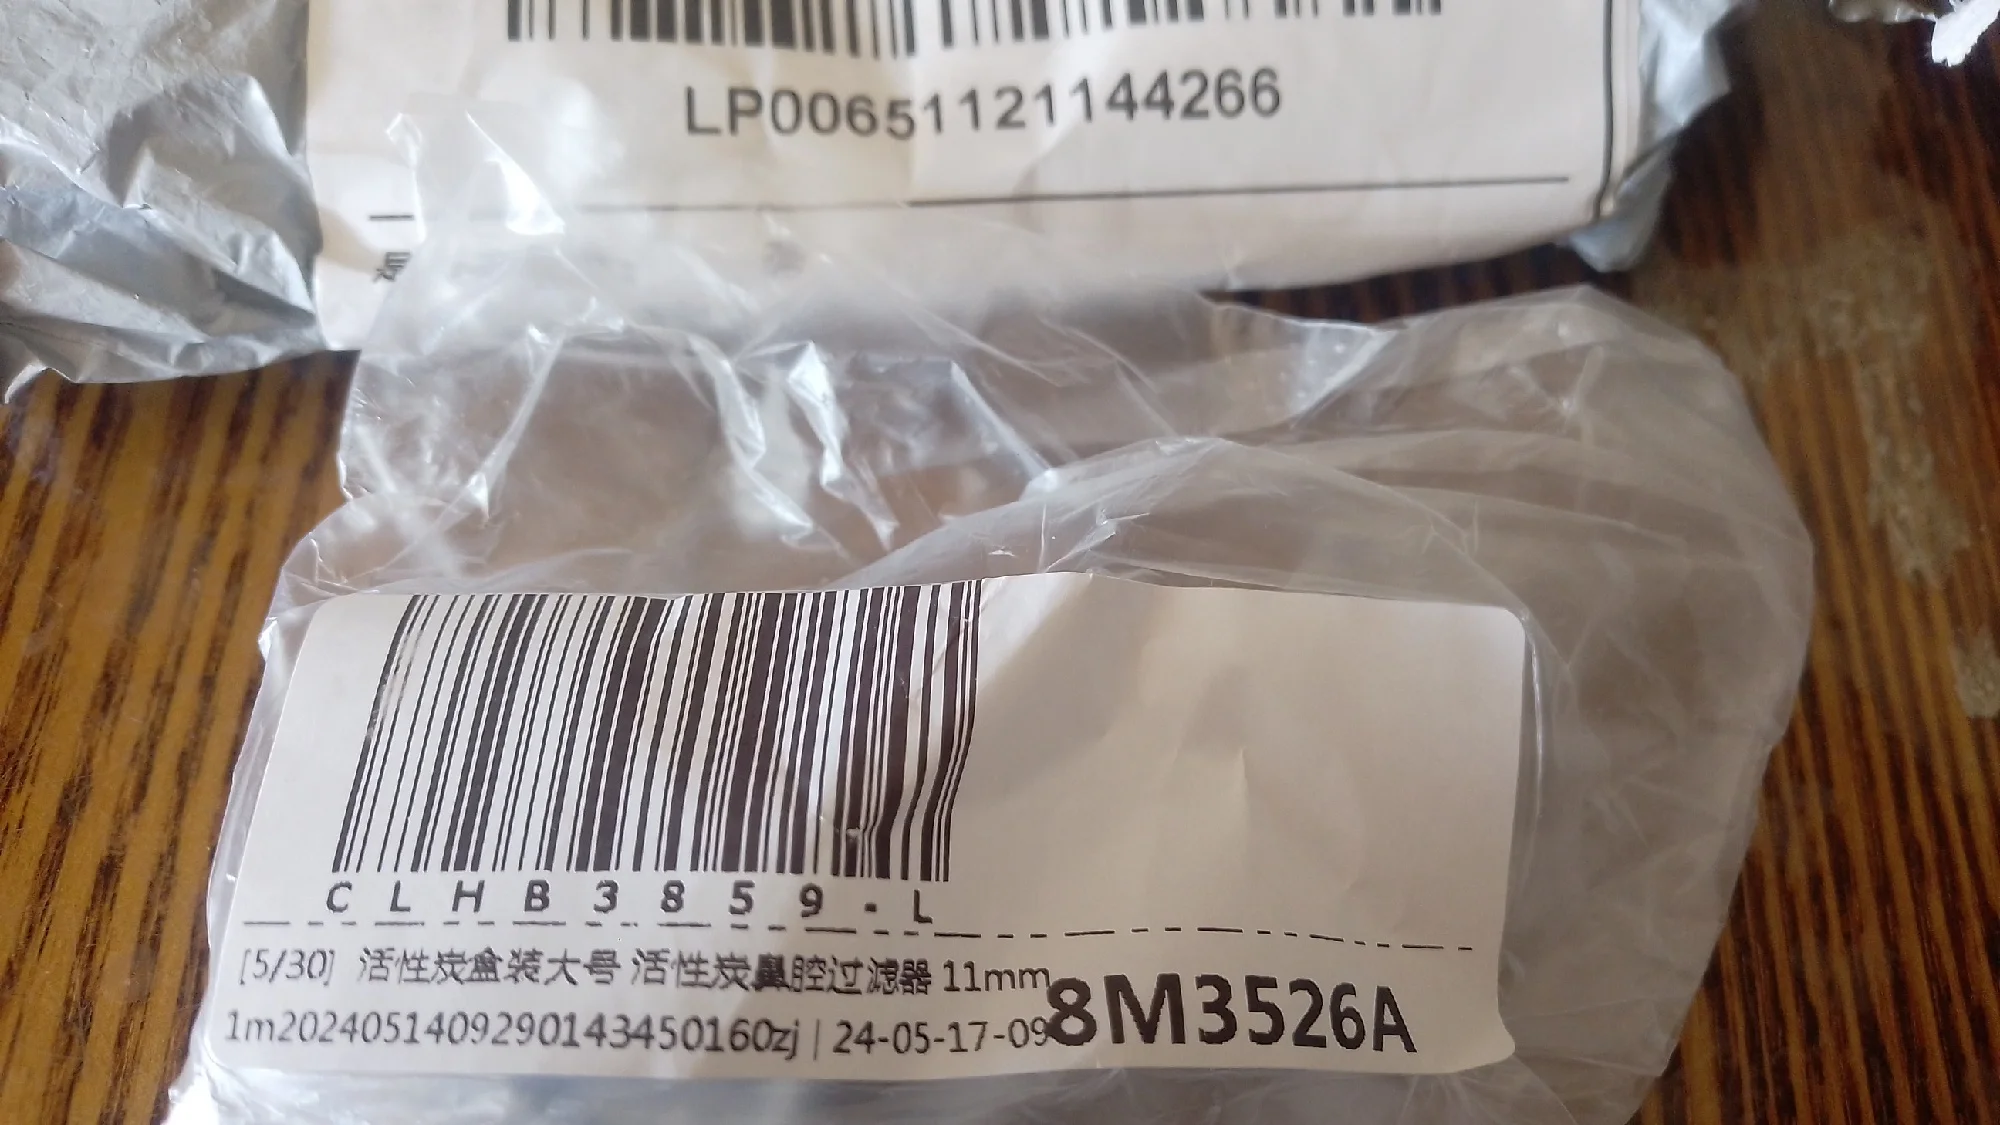 LP00651121144266
CLHB3859-L
[5/30] 活性炭盒装大号 活性炭鼻腔过滤器 11mm
1m20240514092901434501​60zj | 24-05-17-09
8M3526A